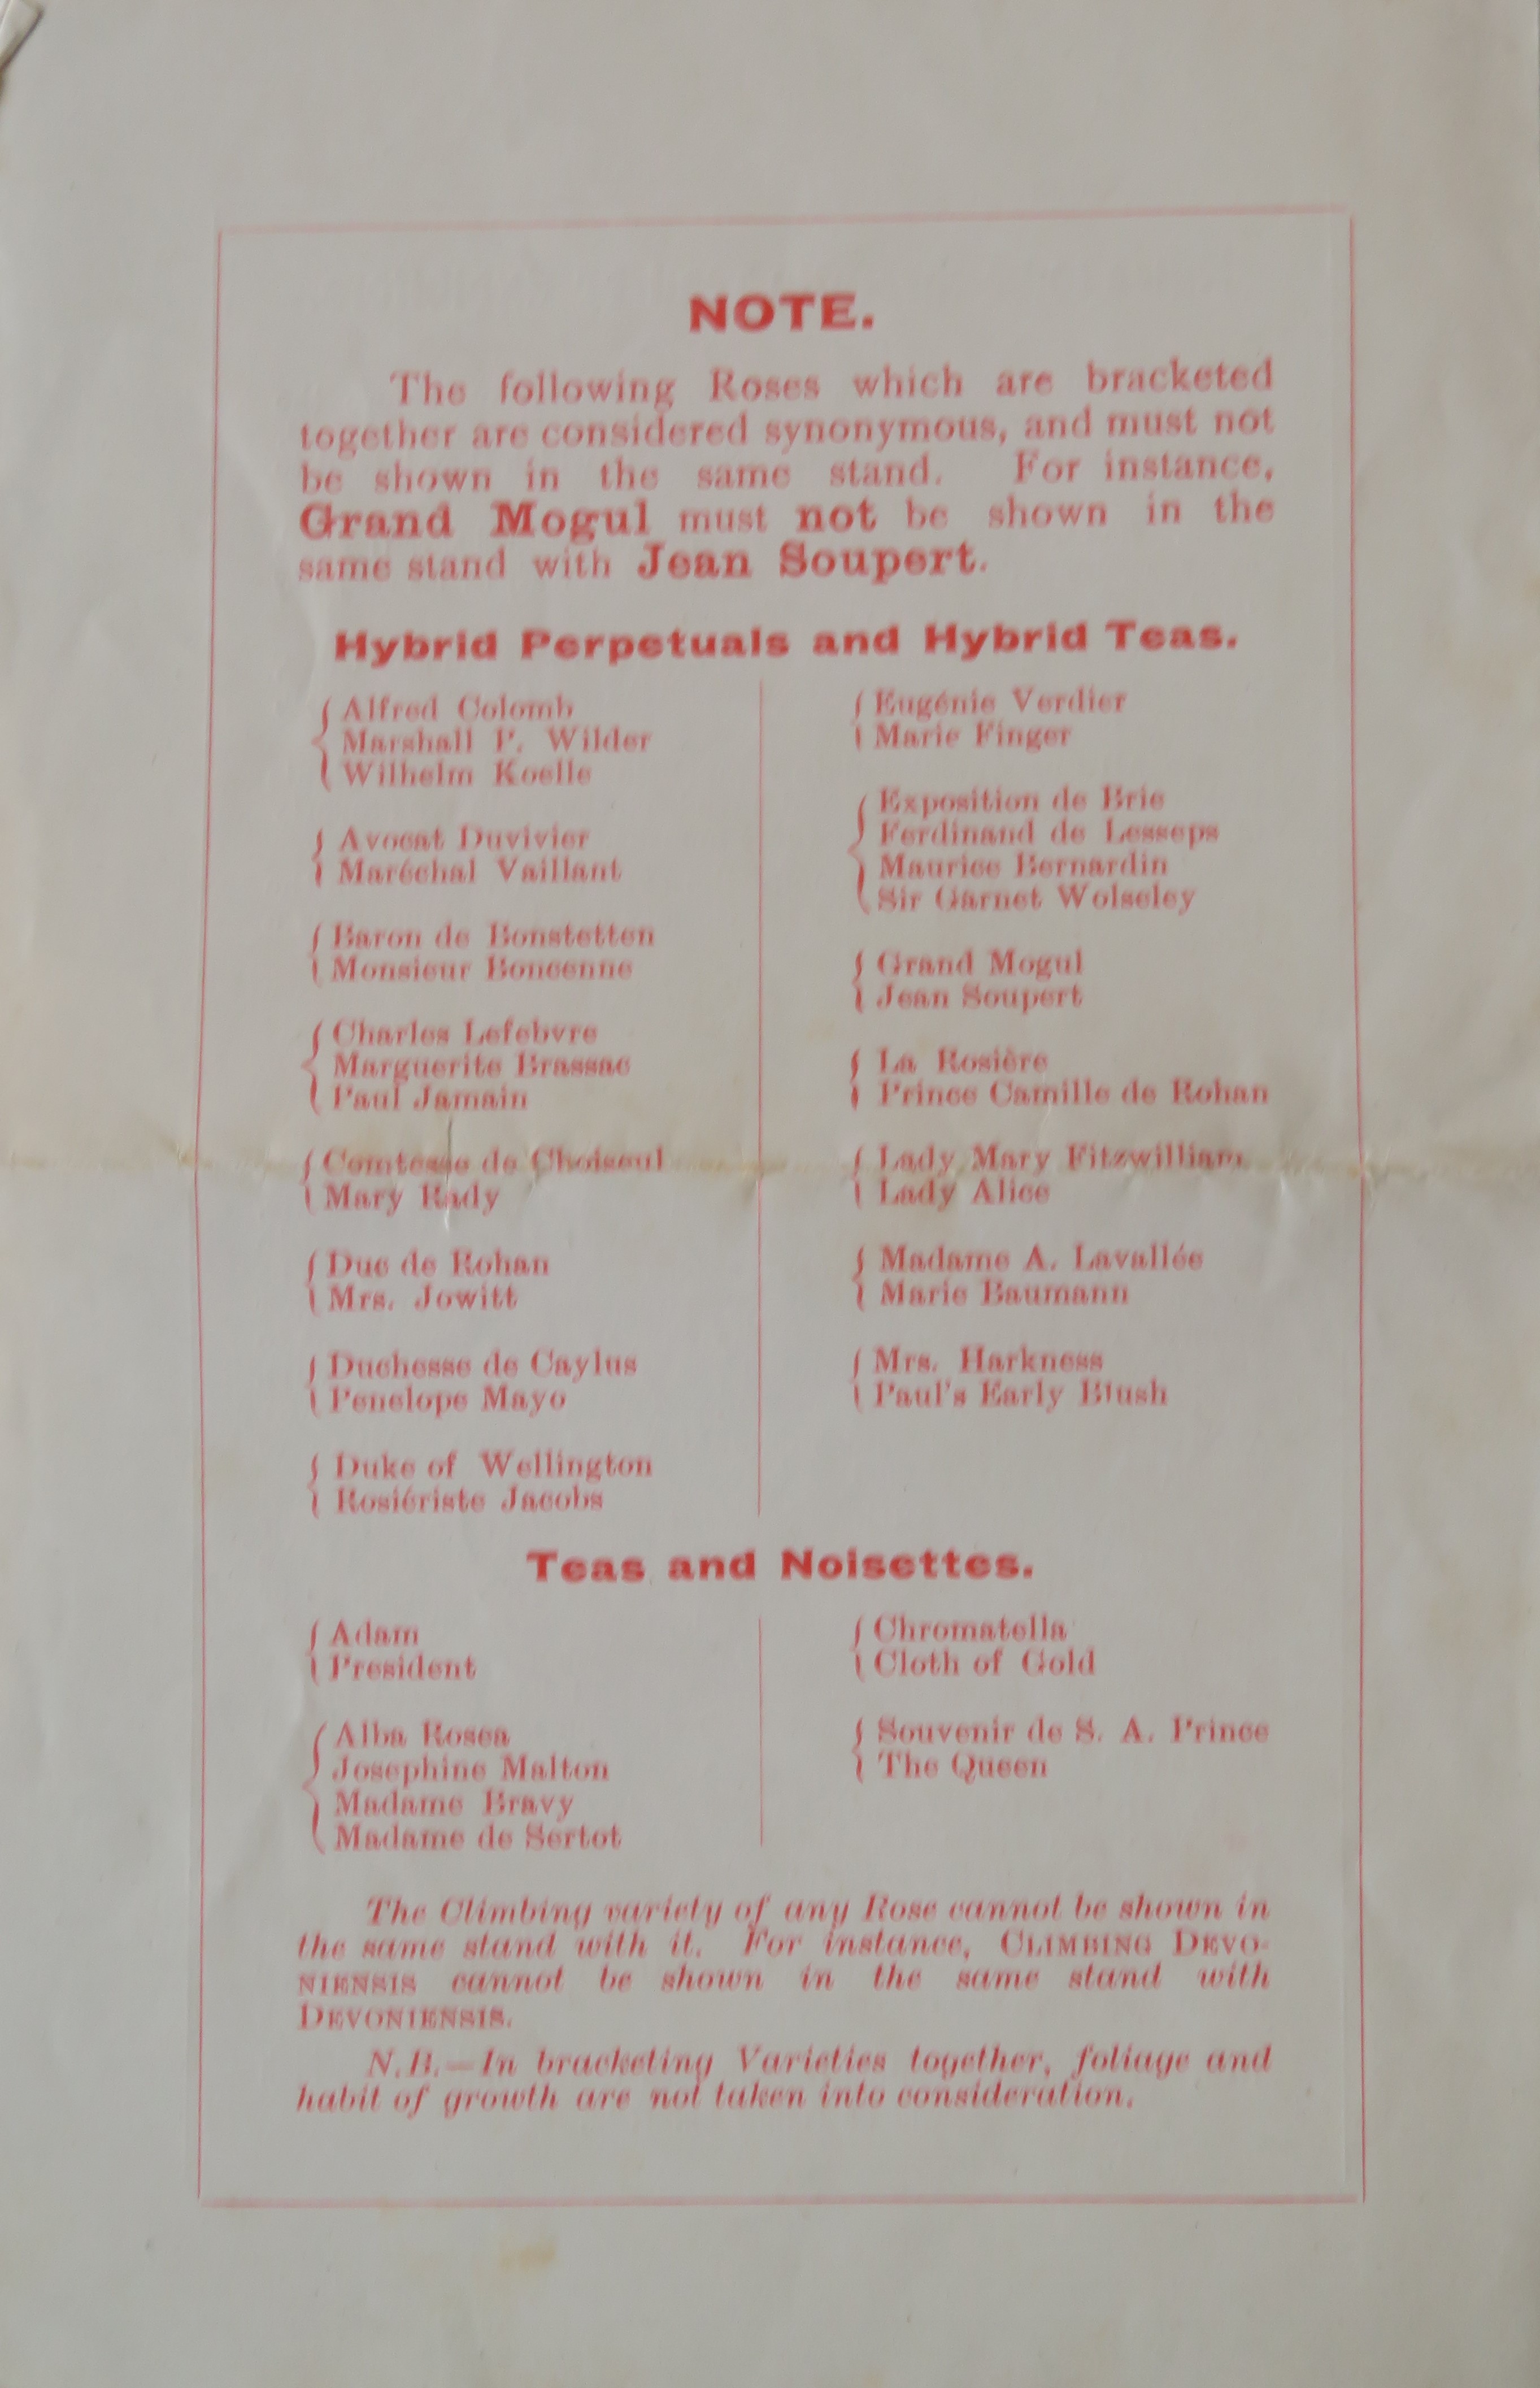 NOTE.
The following Roses which are bracketed
together are considered synonymous, and must not
be shown in the same stand. For instance,
Grand Mogul must not be shown in the
same stand with Jean Soupert.
Hybrid Perpetuals and Hybrid Teas.
Alfred Colomb
Marshall P. Wilder
Wilhelm Koelle
Avocat Duvivier
Maréchal Vaillant
Baron de Bonstetten
Monsieur Boncenne
Charles Lefebvre
Marguerite Brassac
Paul Jamain
Comtesse de Choiseul
Mary Rady
Duc de Rohan
Mrs. Jowitt
Duchesse de Caylus
Penelope Mayo
Duke of Wellington
Rosiériste Jacobs
Eugénie Verdier
Marie Finger
Exposition de Brie
Ferdinand de Lesseps
Maurice Bernardin
Sir Garnet Wolseley
Grand Mogul
Jean Soupert
La Rosière
Prince Camille de Rohan
Lady Mary Fitzwilliam
Lady Alice
Madame A. Lavallée
Marie Baumann
Mrs. Harkness
Paul's Early Blush
Teas and Noisettes.
Adam
President
Alba Rosea
Josephine Malton
Madame Bravy
Madame de Sertot
Chromatella
Cloth of Gold
Souvenir de S. A. Prince
The Queen
The Climbing variety of any Rose cannot be shown in
the same stand with it. For instance, CLIMBING DEVO-
NIENSIS cannot be shown in the same stand with
DEVONIENSIS.
N.B.—In bracketing Varieties together, foliage and
habit of growth are not taken into consideration.